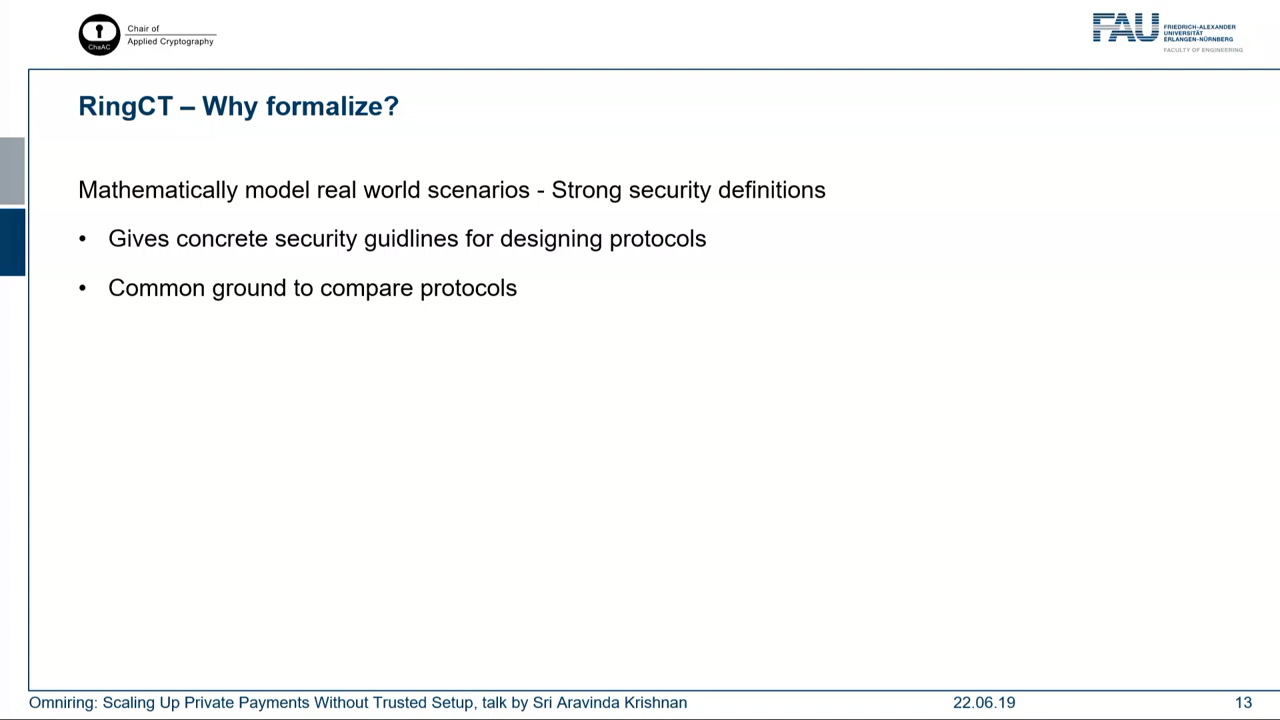 ChaAC
Chair of
Applied Cryptography
FAU
FRIEDRICH-ALEXANDER
UNIVERSITÄT
ERLANGEN-NÜRNBERG
FACULTY OF ENGINEERING
RingCT – Why formalize?
Mathematically model real world scenarios - Strong security definitions
• Gives concrete security guidlines for designing protocols
• Common ground to compare protocols
Omniring: Scaling Up Private Payments Without Trusted Setup, talk by Sri Aravinda Krishnan
22.06.19
13